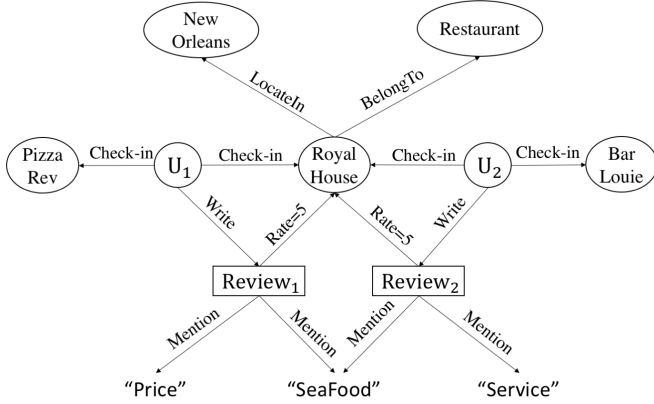 New
Orleans
Restaurant
LocateIn
BelongTo
Pizza
Rev
Check-in
U₁
Check-in
Royal
House
Check-in
U₂
Check-in
Bar
Louie
Write
Rate=5
Rate=5
Write
Review₁
Review₂
Mention
Mention
Mention
Mention
“Price”
“SeaFood”
“Service”